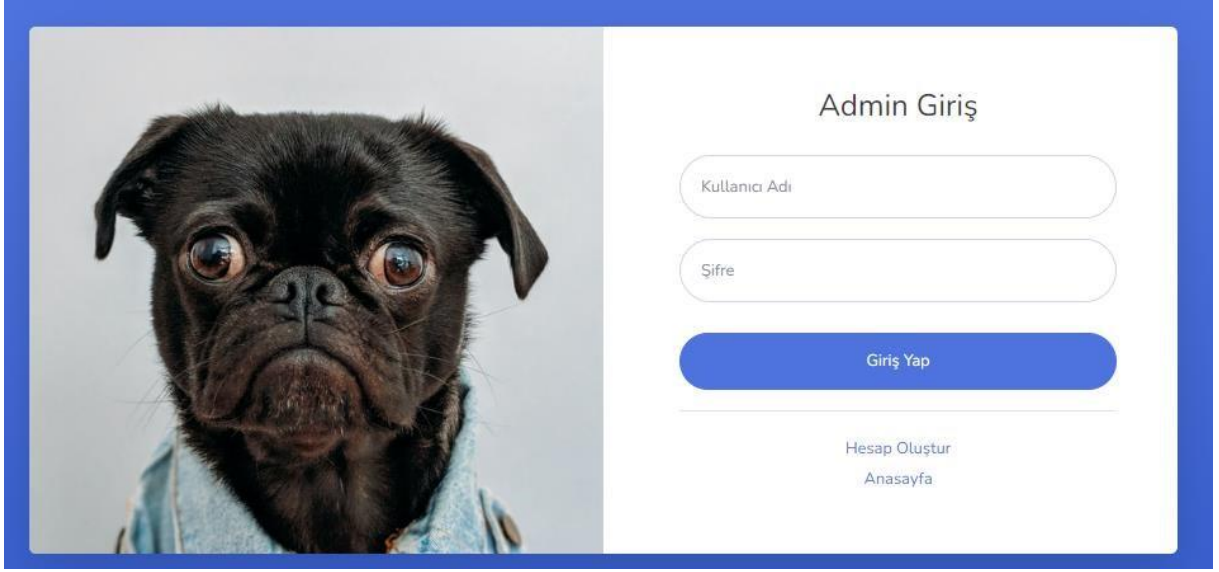 Admin Giriş
Kullanıcı Adı
Şifre
Giriş Yap
Hesap Oluştur
Anasayfa